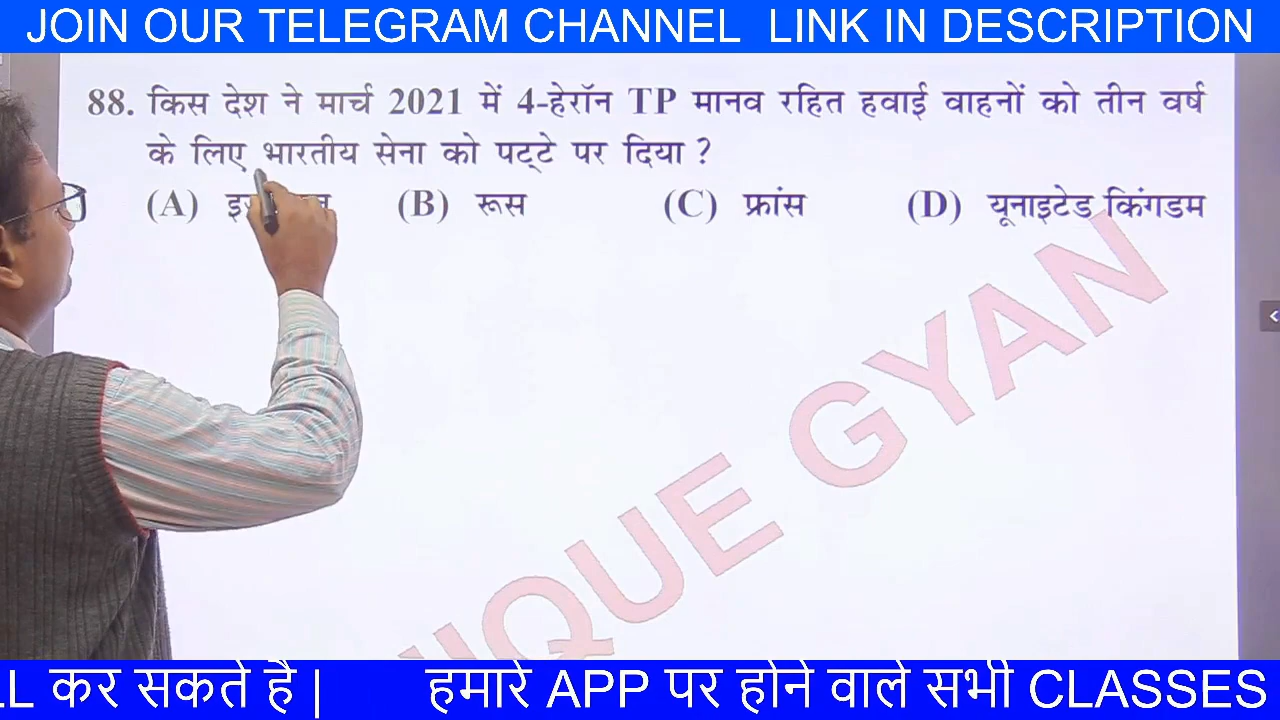 JOIN OUR TELEGRAM CHANNEL LINK IN DESCRIPTION
88. किस देश ने मार्च 2021 में 4-हेरॉन TP मानव रहित हवाई वाहनों को तीन वर्ष
के लिए भारतीय सेना को पट्टे पर दिया ?
(A) (B) रूस (C) फ्रांस (D) यूनाइटेड किंगडम
GYAN
कर सकते है | हमारे APP पर होने वाले सभी CLASSES